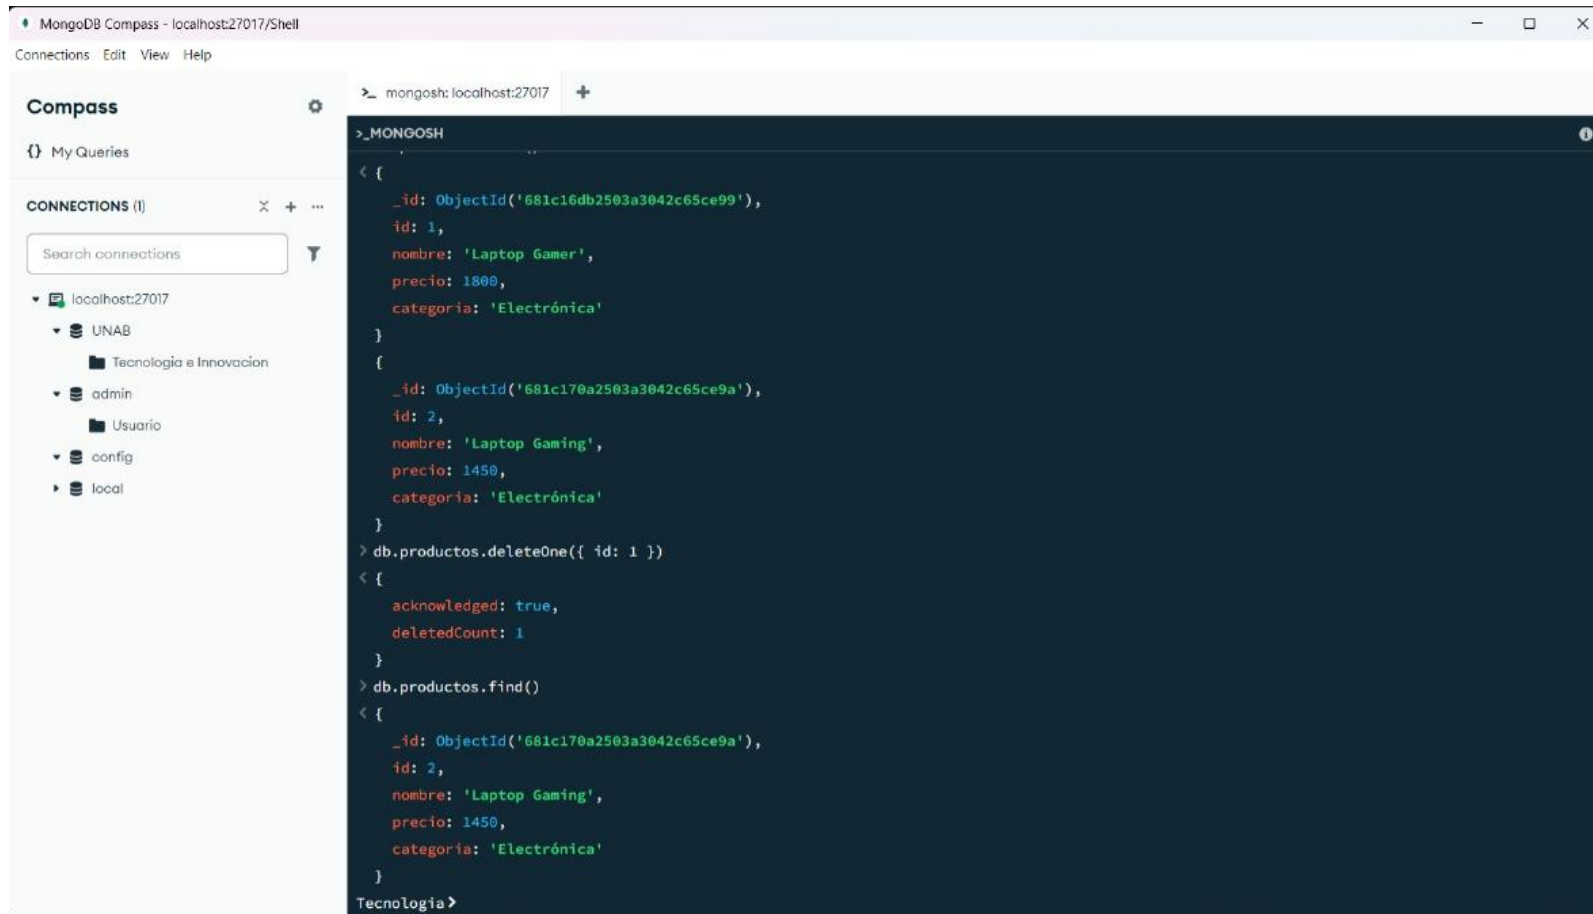 MongoDB Compass - localhost:27017/Shell
Connections Edit View Help
Compass
{} My Queries
CONNECTIONS (1)
Search connections
localhost:27017
UNAB
Tecnologia e Innovacion
admin
Usuario
config
local
>_ mongosh: localhost:27017 +
>_MONGOSH
< {
_id: ObjectId('681c16db2503a3042c65ce99'),
id: 1,
nombre: 'Laptop Gamer',
precio: 1800,
categoria: 'Electrónica'
}
{
_id: ObjectId('681c170a2503a3042c65ce9a'),
id: 2,
nombre: 'Laptop Gaming',
precio: 1450,
categoria: 'Electrónica'
}
> db.productos.deleteOne({ id: 1 })
< {
acknowledged: true,
deletedCount: 1
}
> db.productos.find()
< {
_id: ObjectId('681c170a2503a3042c65ce9a'),
id: 2,
nombre: 'Laptop Gaming',
precio: 1450,
categoria: 'Electrónica'
}
Tecnologia>